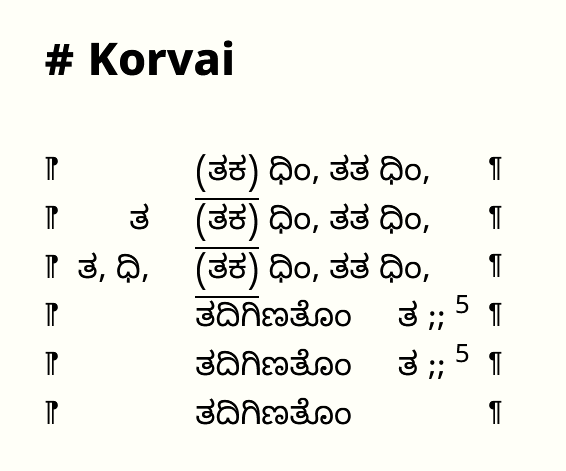 # Korvai
⁋ (ತಕ) ಧಿಂ, ತತ ಧಿಂ, ¶
⁋ ತ (ತಕ) ಧಿಂ, ತತ ಧಿಂ, ¶
⁋ ತ, ಧಿ, (ತಕ) ಧಿಂ, ತತ ಧಿಂ, ¶
⁋ ತದಿಗಿಣತೊಂ ತ ;; 5 ¶
⁋ ತದಿಗಿಣತೊಂ ತ ;; 5 ¶
⁋ ತದಿಗಿಣತೊಂ ¶